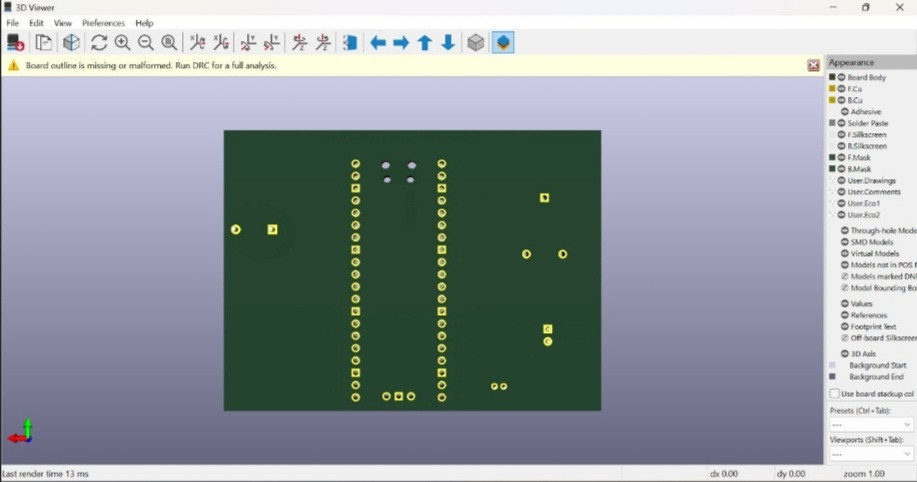 3D Viewer
File Edit View Preferences Help
Board outline is missing or malformed. Run DRC for a full analysis.
Appearance
Board Body
F.Cu
B.Cu
Adhesive
Solder Paste
F.Silkscreen
B.Silkscreen
F.Mask
B.Mask
User.Drawings
User.Comments
User.Eco1
User.Eco2
Through-hole Mode
SMD Models
Virtual Models
Models not in POS F
Models marked DN
Model Bounding Bo
Values
References
Footprint Text
Off-board Silkscreen
3D Axis
Background Start
Background End
Use board stackup col
Presets (Ctrl+Tab):
---
Viewports (Shift+Tab):
---
Last render time 13 ms
dx 0.00
dy 0.00
zoom 1.00